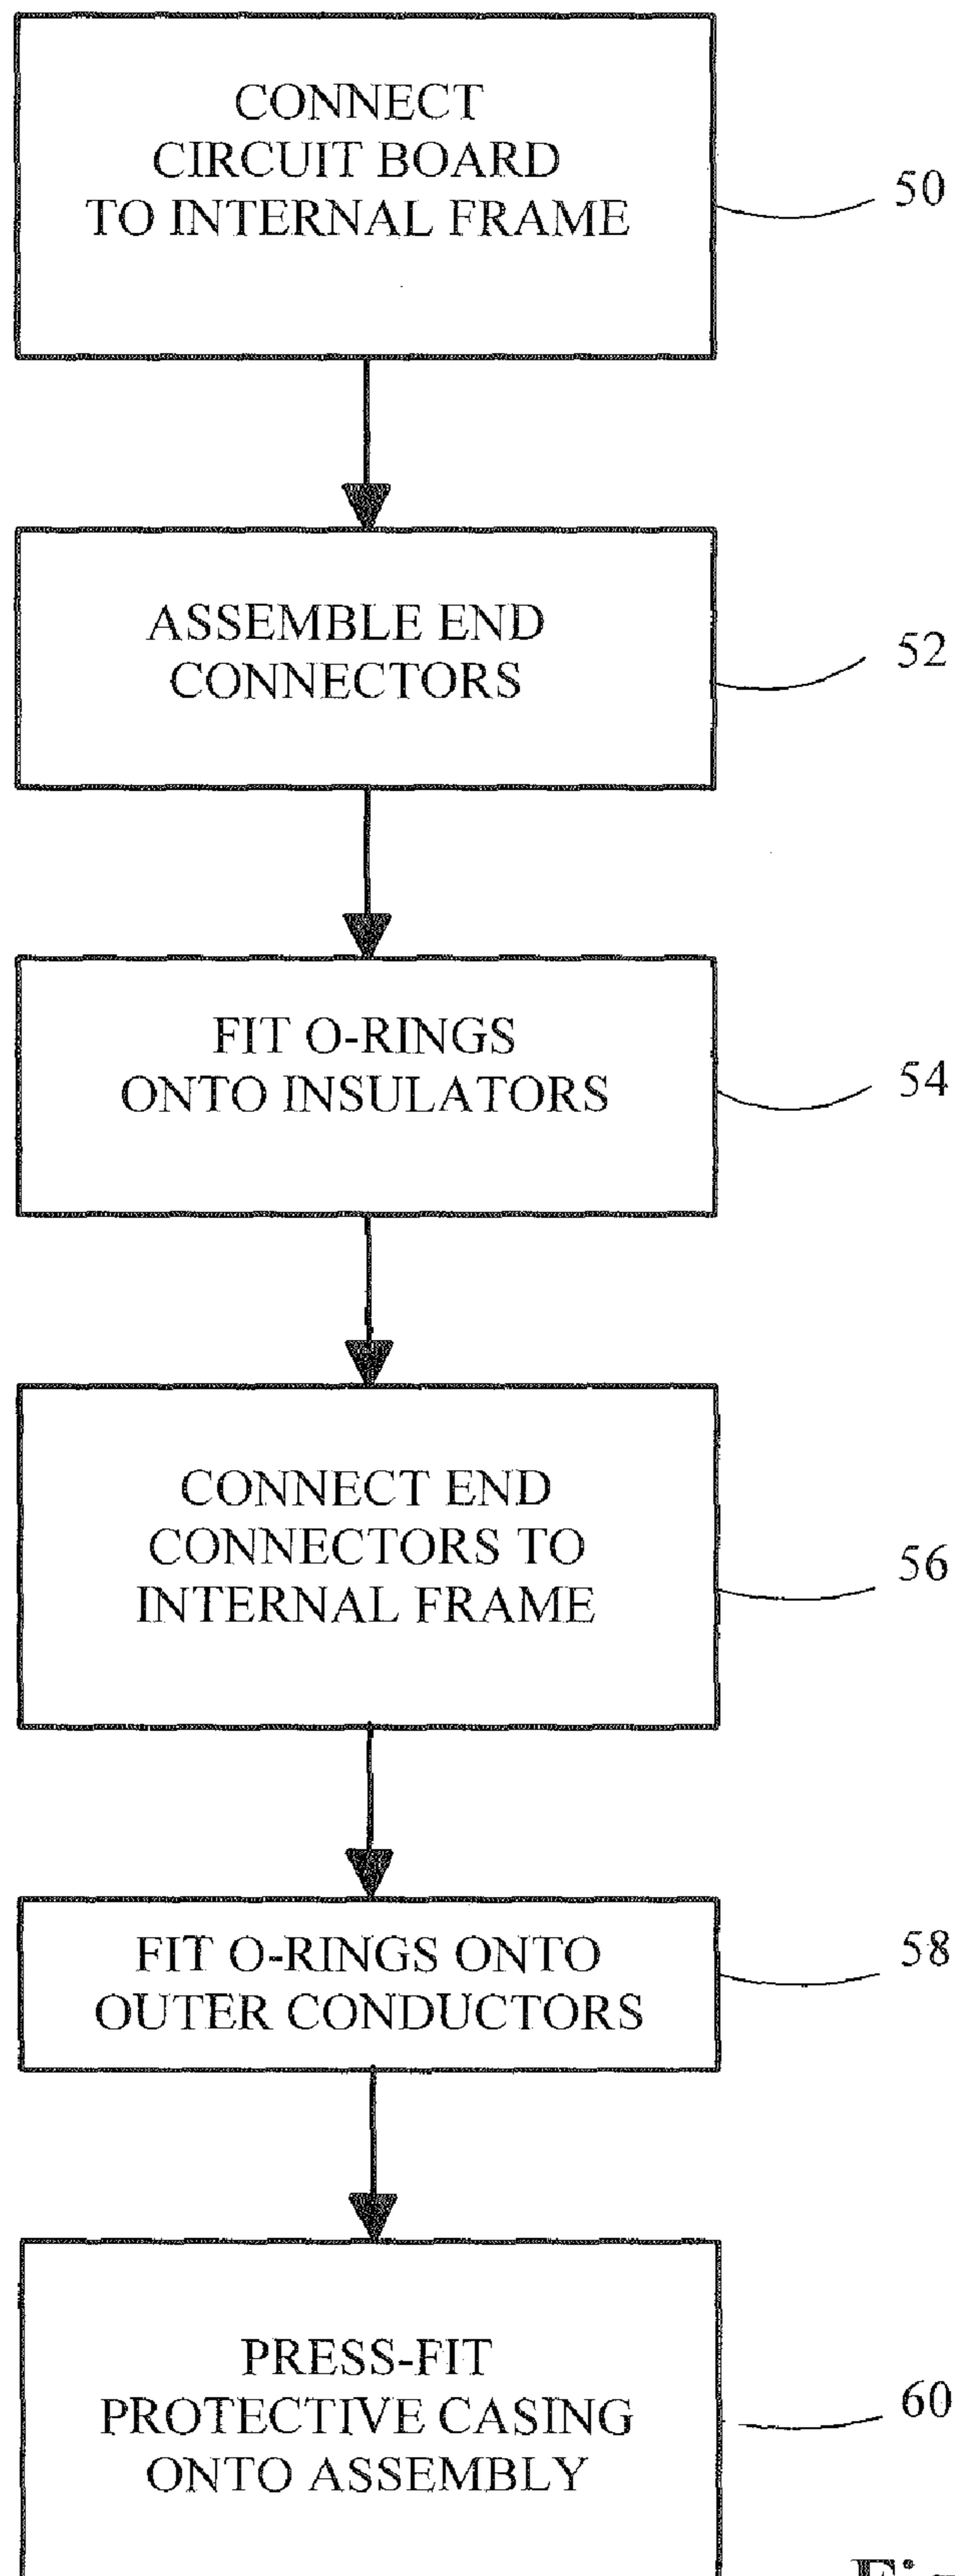 CONNECT
CIRCUIT BOARD
TO INTERNAL FRAME
50
ASSEMBLE END
CONNECTORS
52
FIT O-RINGS
ONTO INSULATORS
54
CONNECT END
CONNECTORS TO
INTERNAL FRAME
56
FIT O-RINGS ONTO
OUTER CONDUCTORS
58
PRESS-FIT
PROTECTIVE CASING
ONTO ASSEMBLY
60